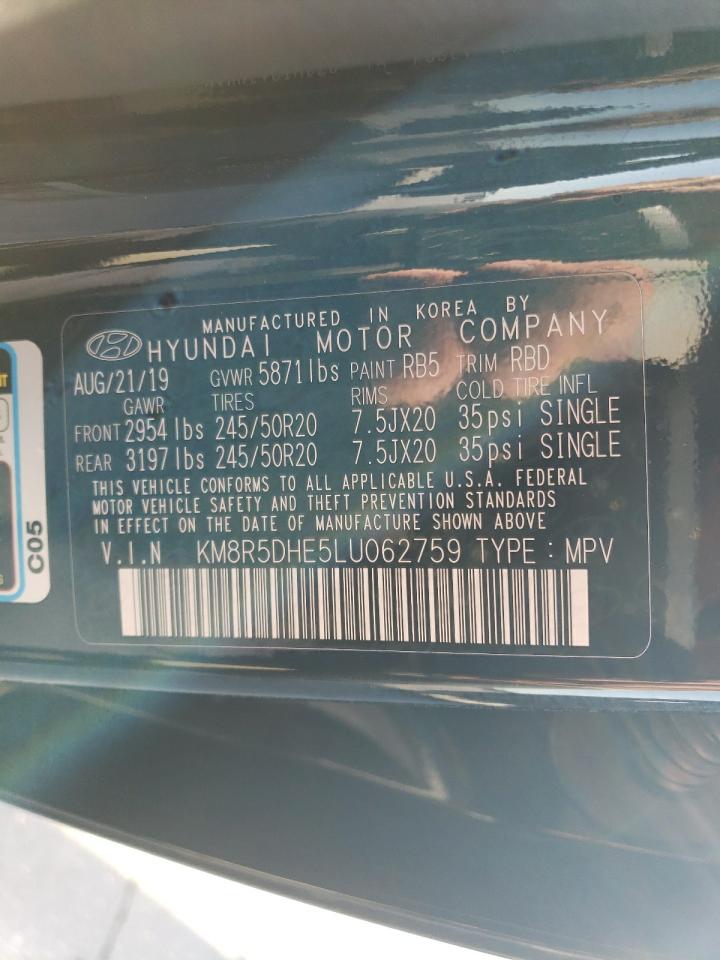 MANUFACTURED IN KOREA BY
HYUNDAI MOTOR COMPANY
AUG/21/19 GVWR 5871lbs PAINT RB5 TRIM RBD
GAWR TIRES RIMS COLD TIRE INFL
FRONT 2954 lbs 245/50R20 7.5JX20 35psi SINGLE
REAR 3197 lbs 245/50R20 7.5JX20 35psi SINGLE
THIS VEHICLE CONFORMS TO ALL APPLICABLE U.S.A. FEDERAL
MOTOR VEHICLE SAFETY AND THEFT PREVENTION STANDARDS
IN EFFECT ON THE DATE OF MANUFACTURE SHOWN ABOVE
V.I.N KM8R5DHE5LU062759 TYPE : MPV
C05